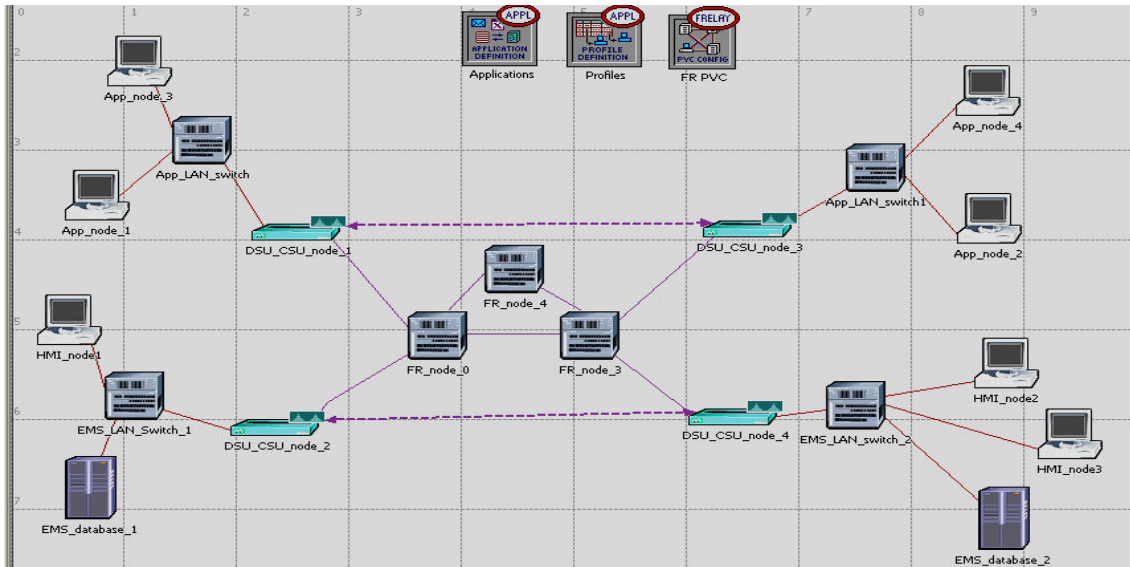 0 1 2 3 4 5 6 7 8 9
APPL APPL FRELAY
APPLICATION DEFINITION
PROFILE DEFINITION
PVC CONFIG
Applications Profiles FR PVC
2
App_node_3
App_node_4
3
App_LAN_switch
App_LAN_switch1
App_node_1
App_node_2
4
DSU_CSU_node_1
DSU_CSU_node_3
FR_node_4
5
HMI_node1
FR_node_0
FR_node_3
HMI_node2
6
EMS_LAN_Switch_1
DSU_CSU_node_2
DSU_CSU_node_4
EMS_LAN_switch_2
HMI_node3
7
EMS_database_1
EMS_database_2